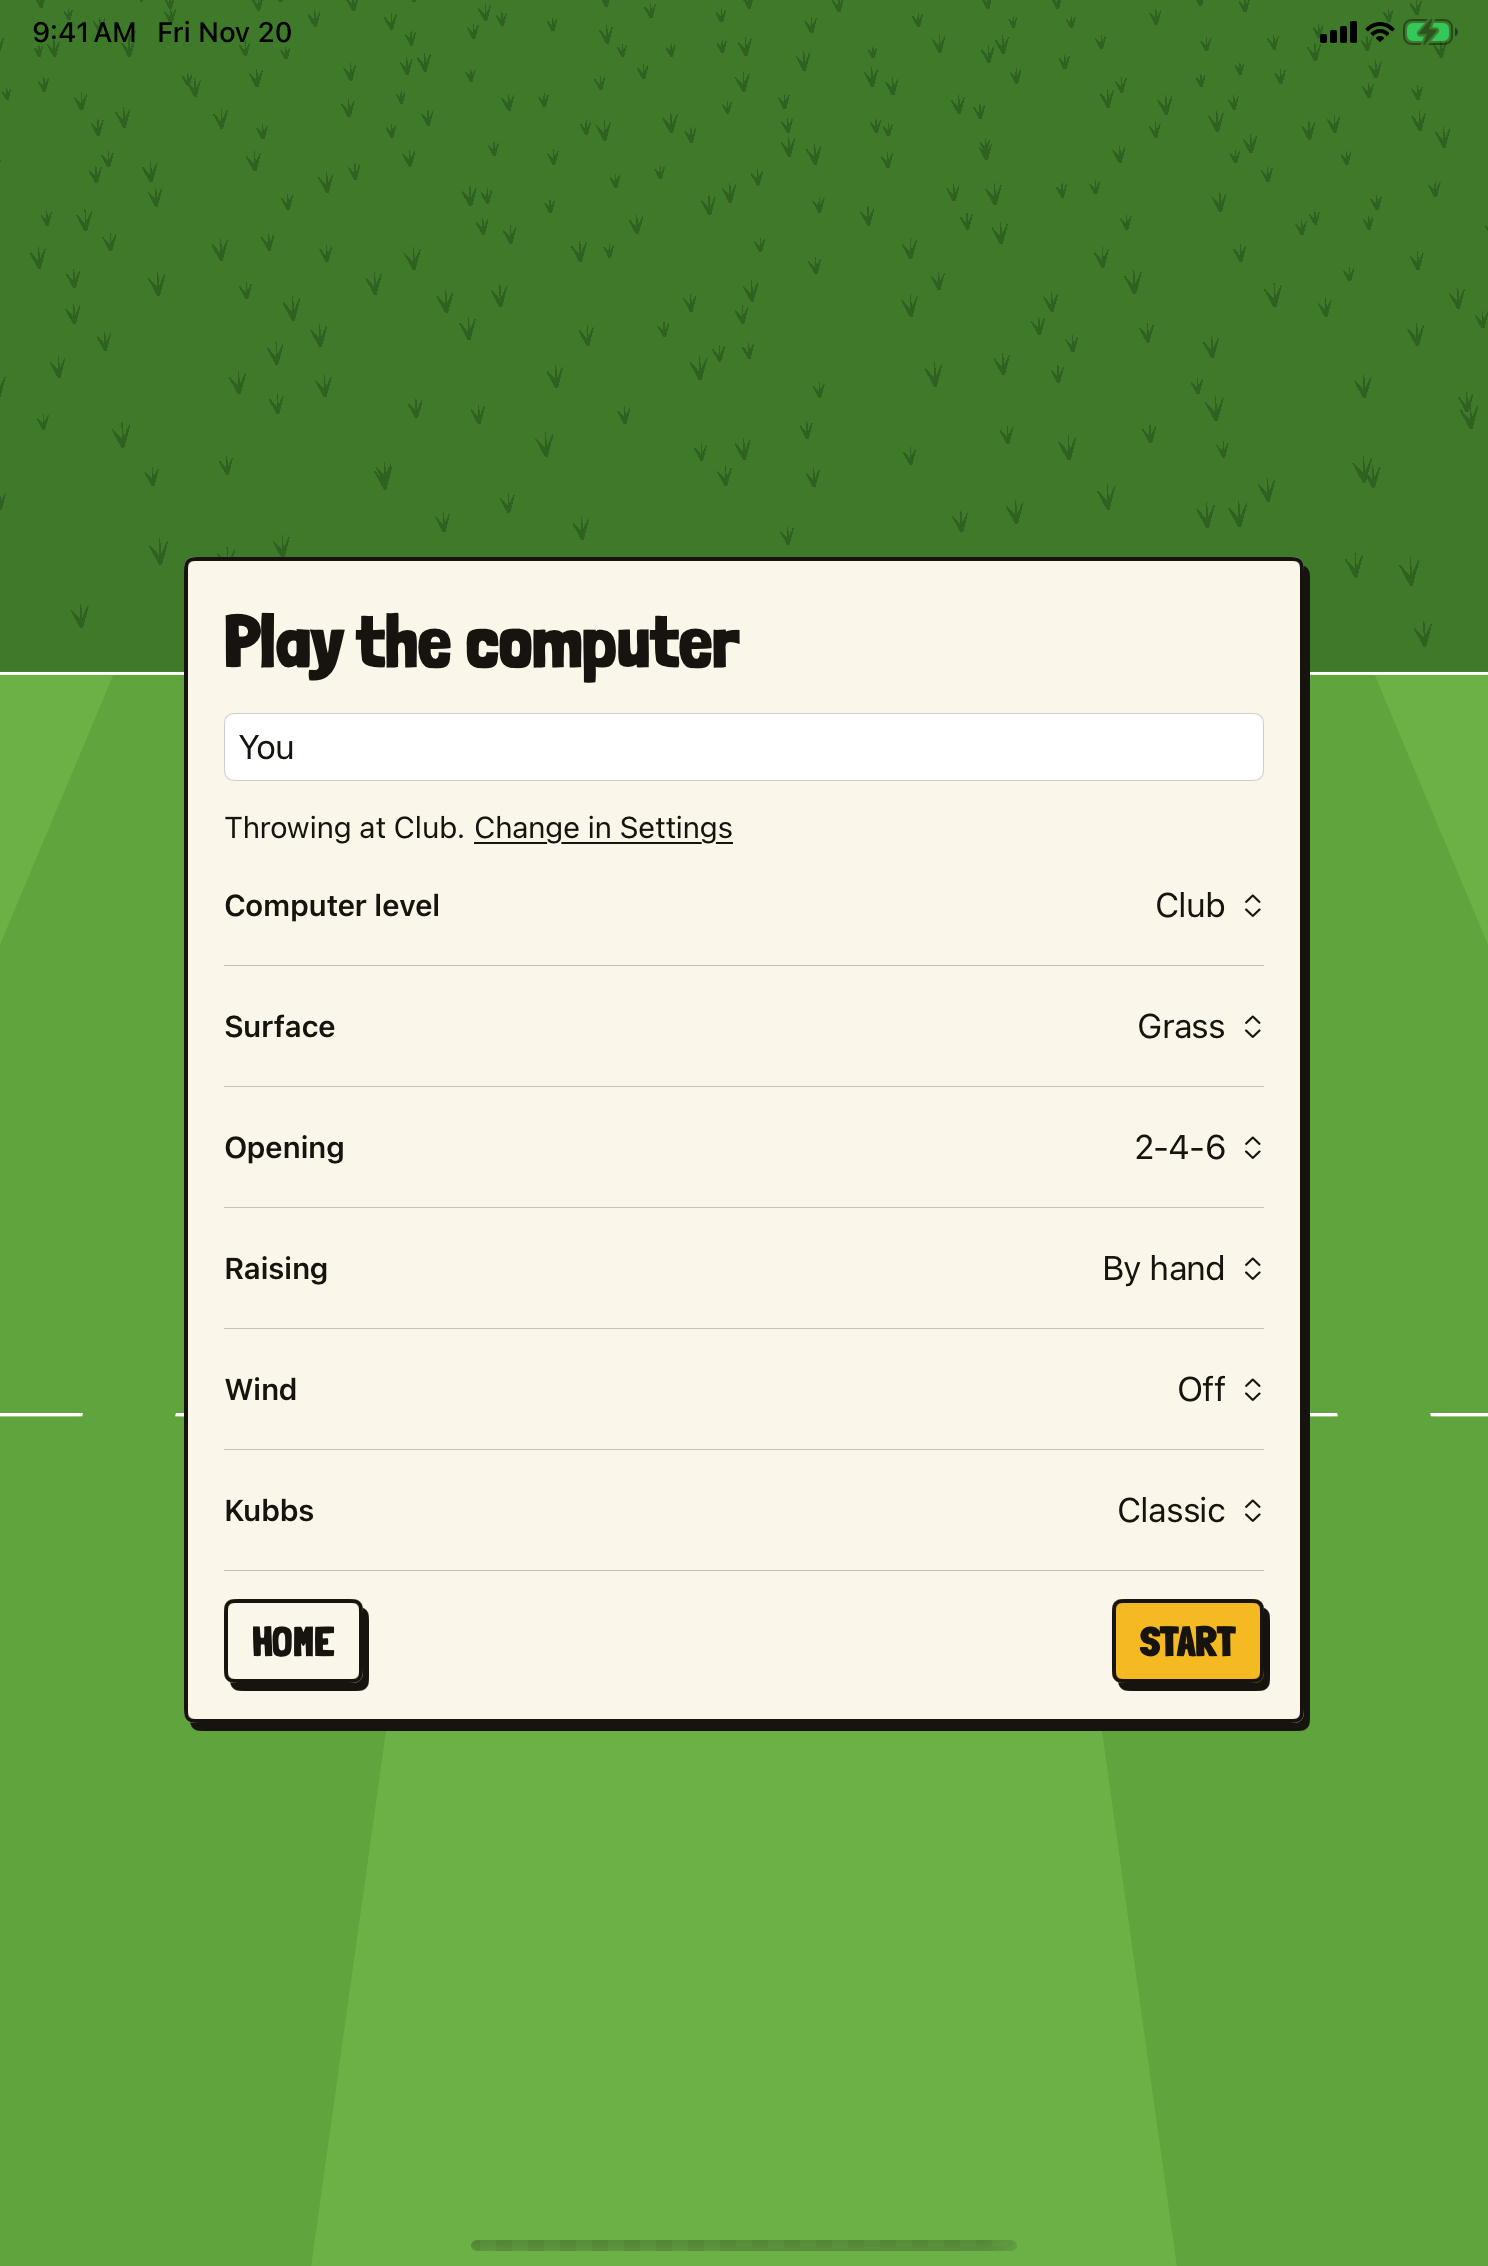 9:41 AM Fri Nov 20
Play the computer
You
Throwing at Club. Change in Settings
Computer level Club
Surface Grass
Opening 2-4-6
Raising By hand
Wind Off
Kubbs Classic
HOME START